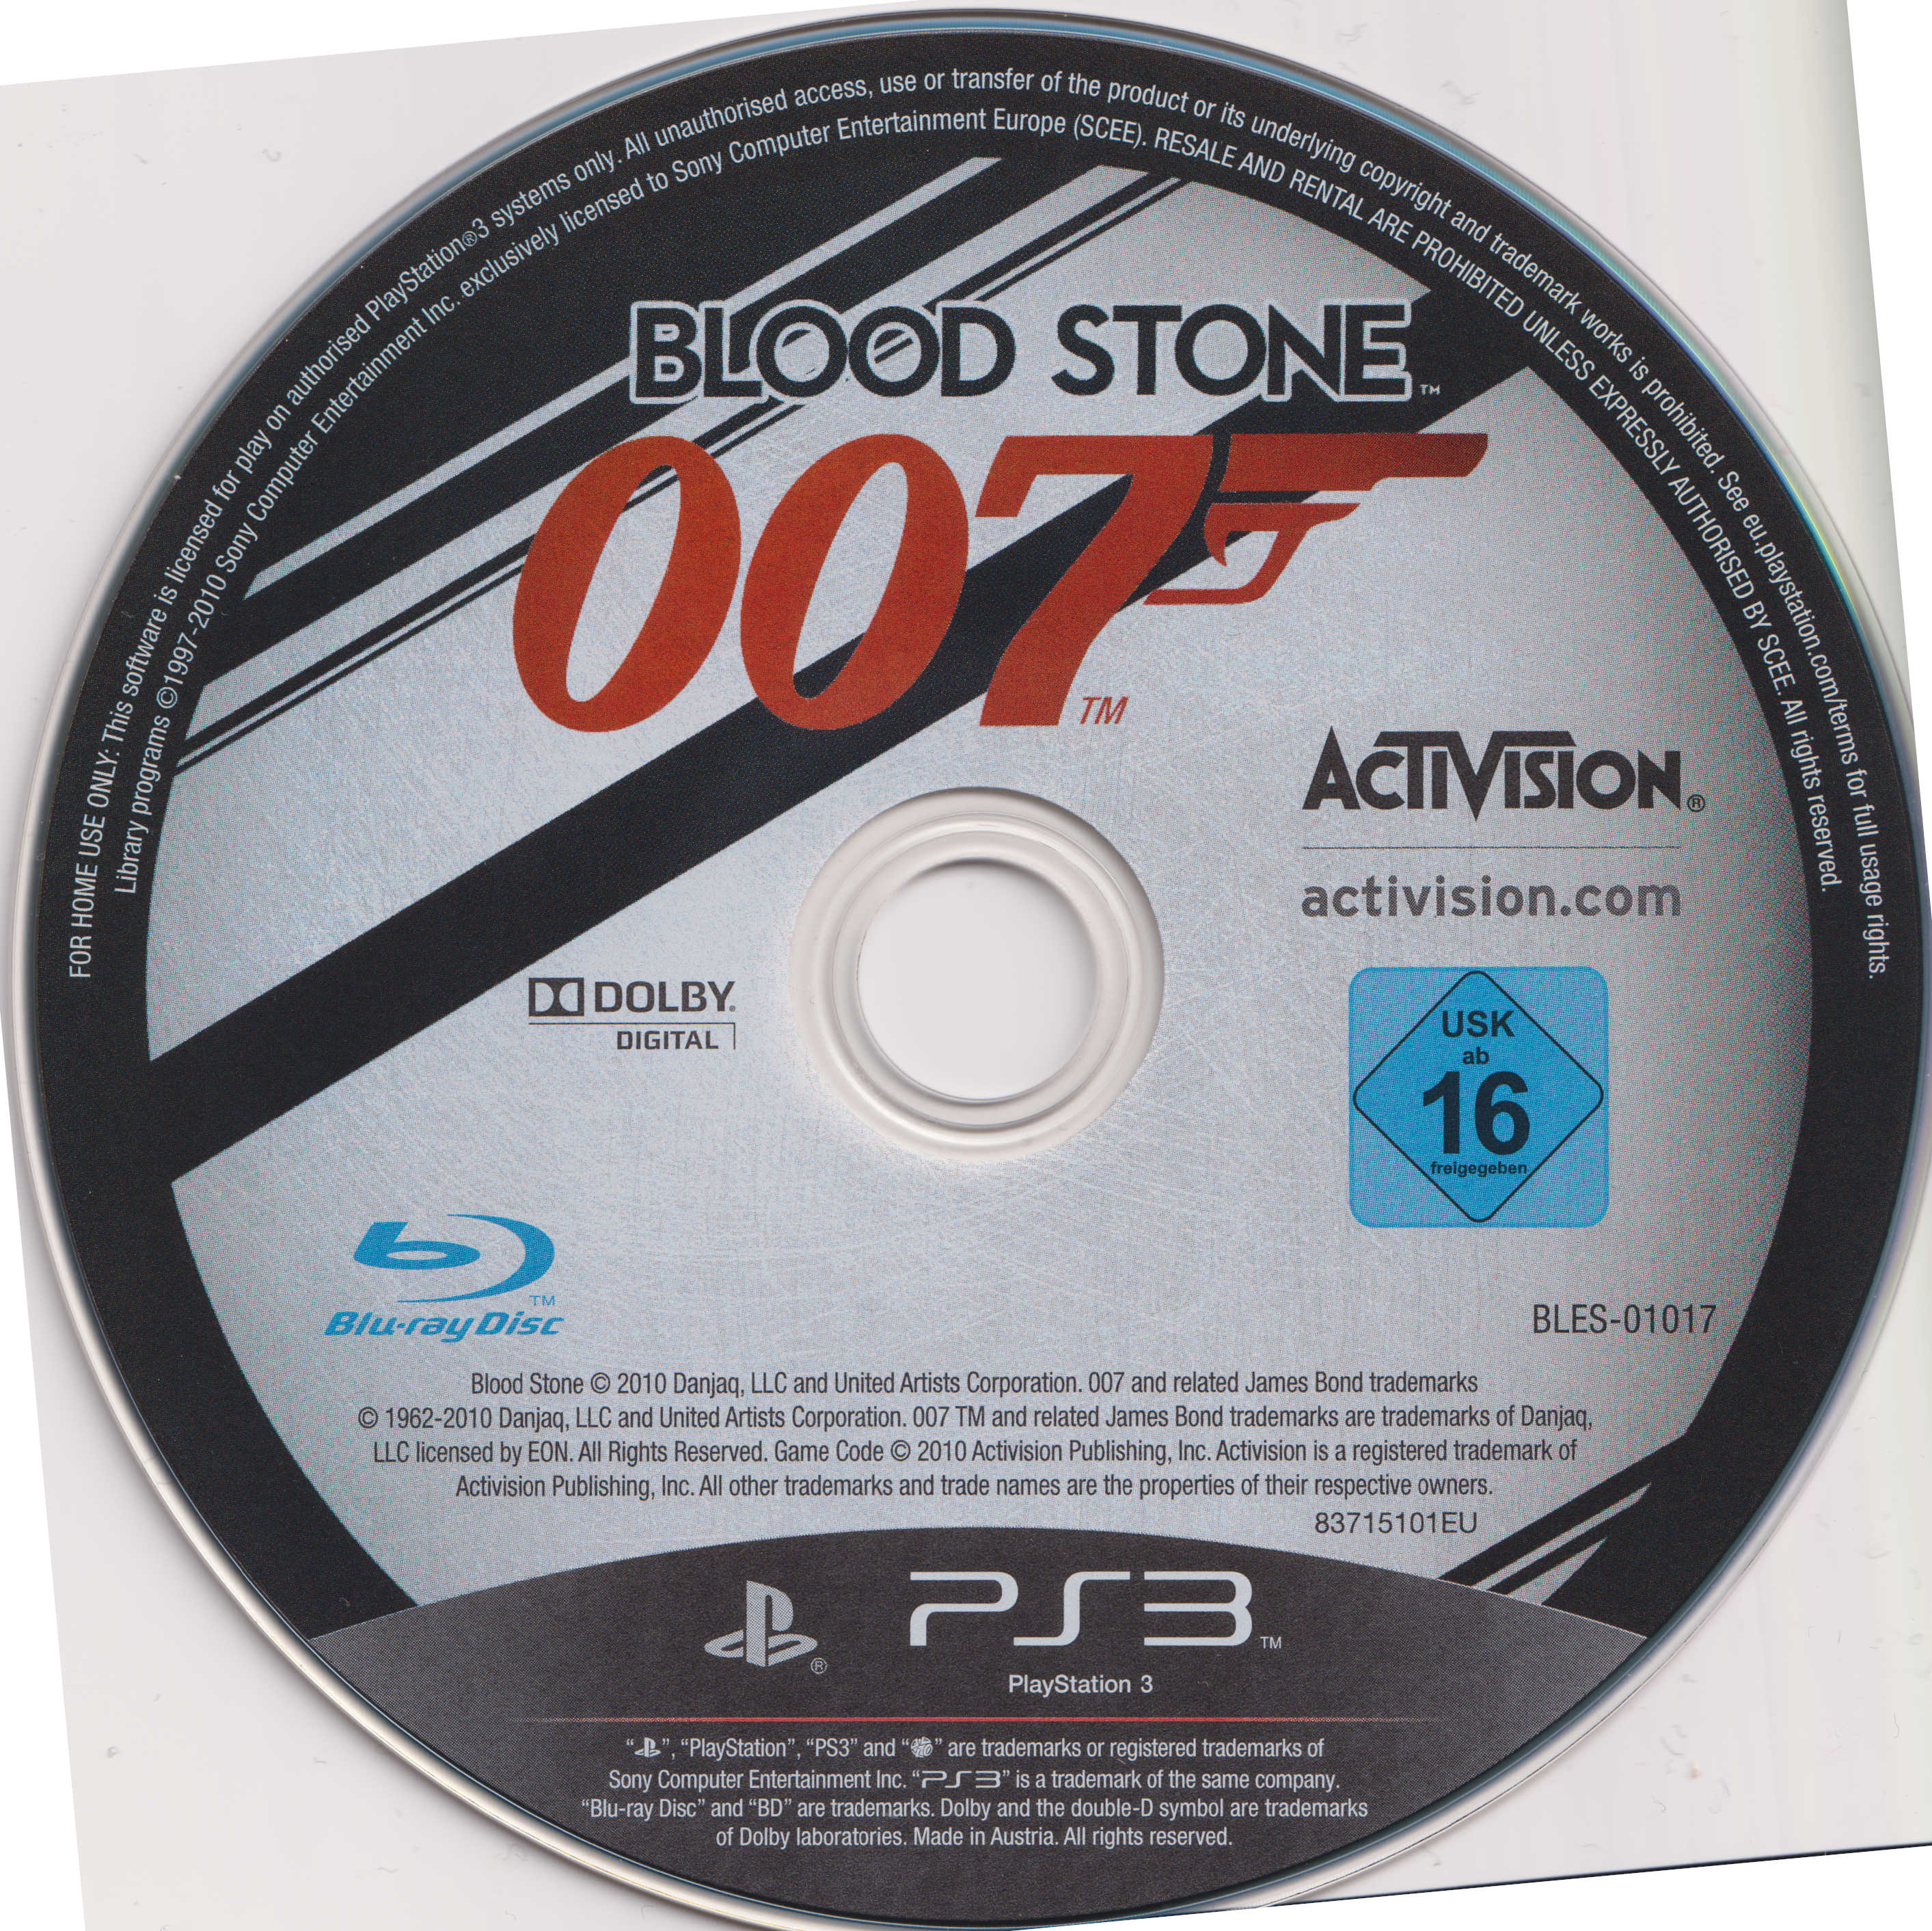 FOR HOME USE ONLY: This software is licensed for play on authorised PlayStation®3 systems only. All unauthorised access, use or transfer of the product or its underlying copyright and trademark works is prohibited. See eu.playstation.com/terms for full usage rights.
Library programs ©1997-2010 Sony Computer Entertainment Inc. exclusively licensed to Sony Computer Entertainment Europe (SCEE). RESALE AND RENTAL ARE PROHIBITED UNLESS EXPRESSLY AUTHORISED BY SCEE. All rights reserved.
BLOOD STONE™
007™
ACTIVISION®
activision.com
DOLBY®
DIGITAL
USK
ab
16
freigegeben
™
Blu-ray Disc
BLES-01017
Blood Stone © 2010 Danjaq, LLC and United Artists Corporation. 007 and related James Bond trademarks
© 1962-2010 Danjaq, LLC and United Artists Corporation. 007 TM and related James Bond trademarks are trademarks of Danjaq,
LLC licensed by EON. All Rights Reserved. Game Code © 2010 Activision Publishing, Inc. Activision is a registered trademark of
Activision Publishing, Inc. All other trademarks and trade names are the properties of their respective owners.
83715101EU
® PS3™
PlayStation 3
“ ”, “PlayStation”, “PS3” and “ ” are trademarks or registered trademarks of
Sony Computer Entertainment Inc. “PS3” is a trademark of the same company.
“Blu-ray Disc” and “BD” are trademarks. Dolby and the double-D symbol are trademarks
of Dolby laboratories. Made in Austria. All rights reserved.